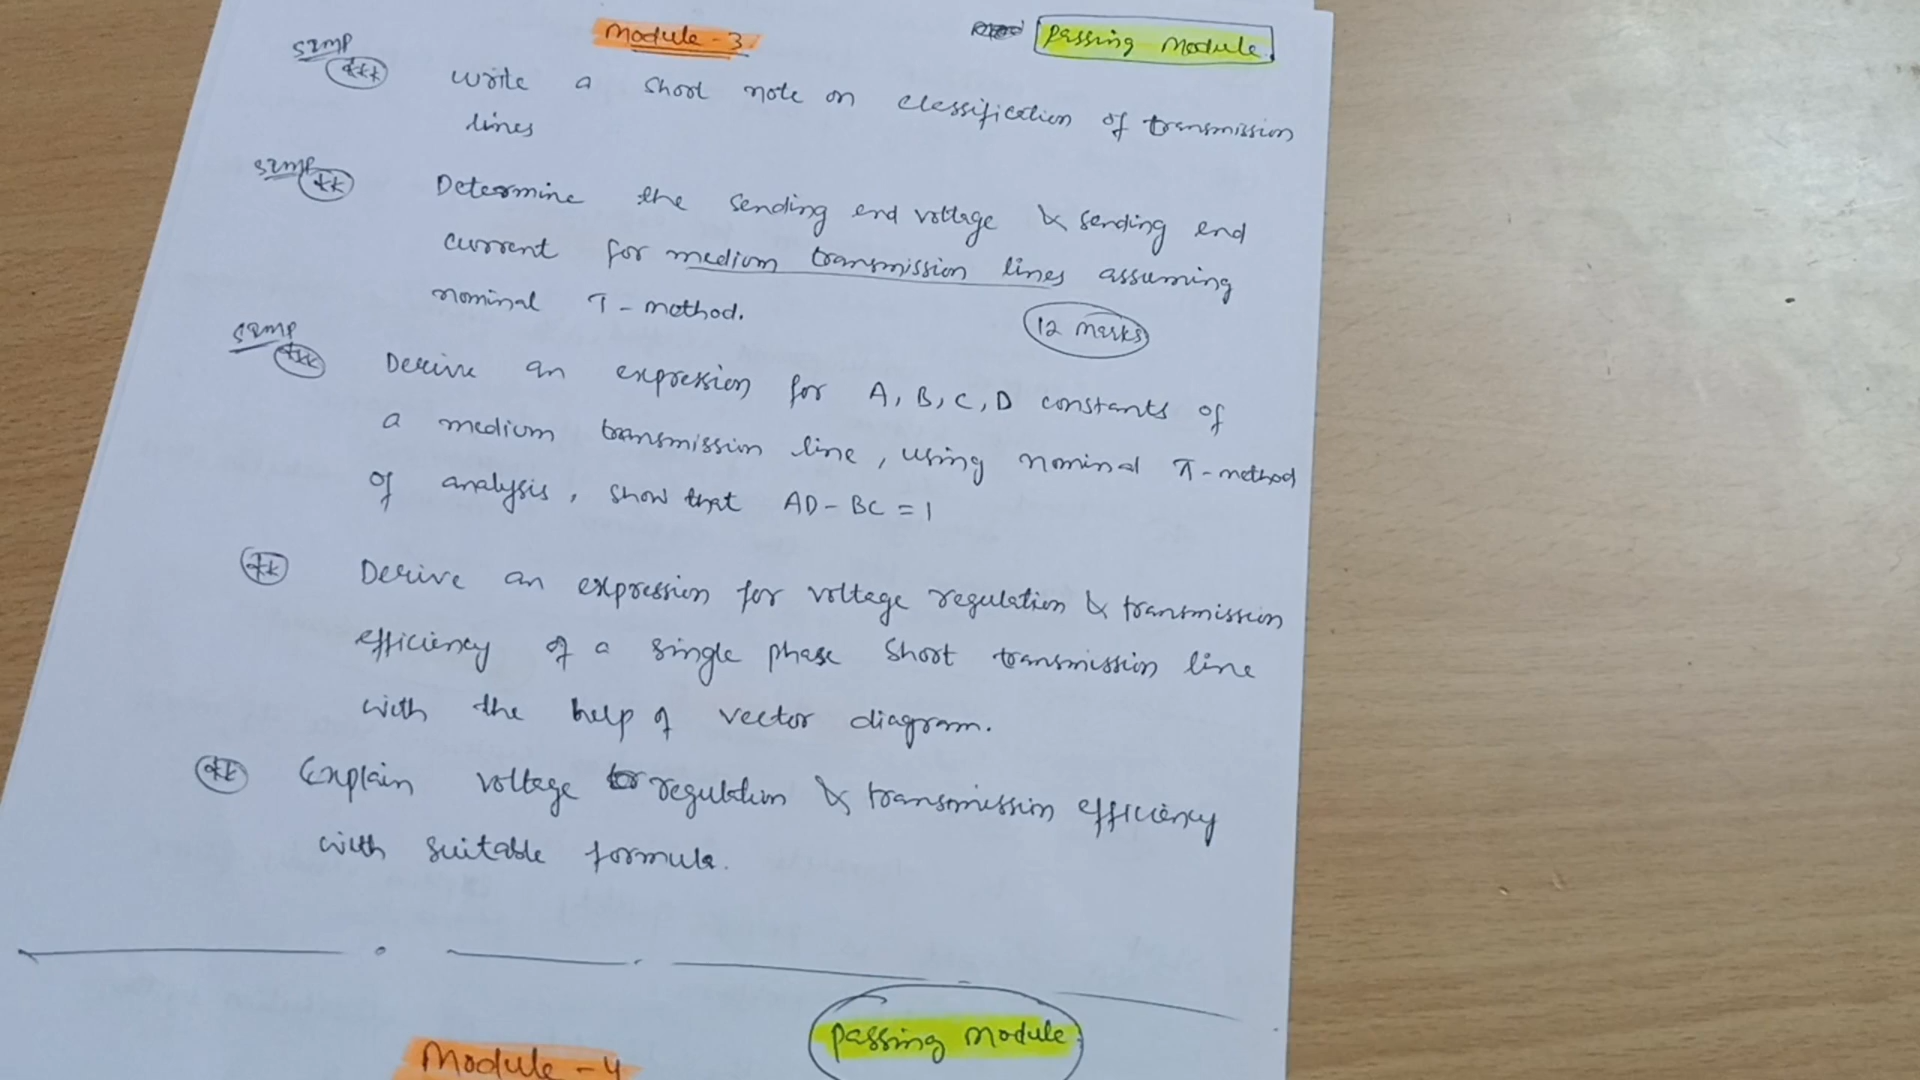 Module - 3
Passing Module.
SIMP
*** Write a short note on classification of transmission
lines
SIMP
** Determine the sending end voltage & sending end
current for medium transmission lines assuming
nominal T - method.
12 marks
SIMP
*** Derive an expression for A, B, C, D constants of
a medium transmission line, using nominal π - method
of analysis, show that AD - BC = 1
** Derive an expression for voltage regulation & transmission
efficiency of a single phase short transmission line
with the help of vector diagram.
** Explain voltage regulation & transmission efficiency
with suitable formula.
Passing Module.
Module - 4